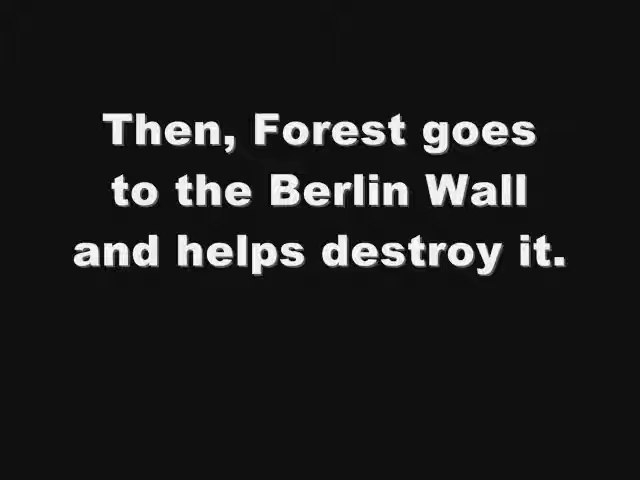 Then, Forest goes
to the Berlin Wall
and helps destroy it.